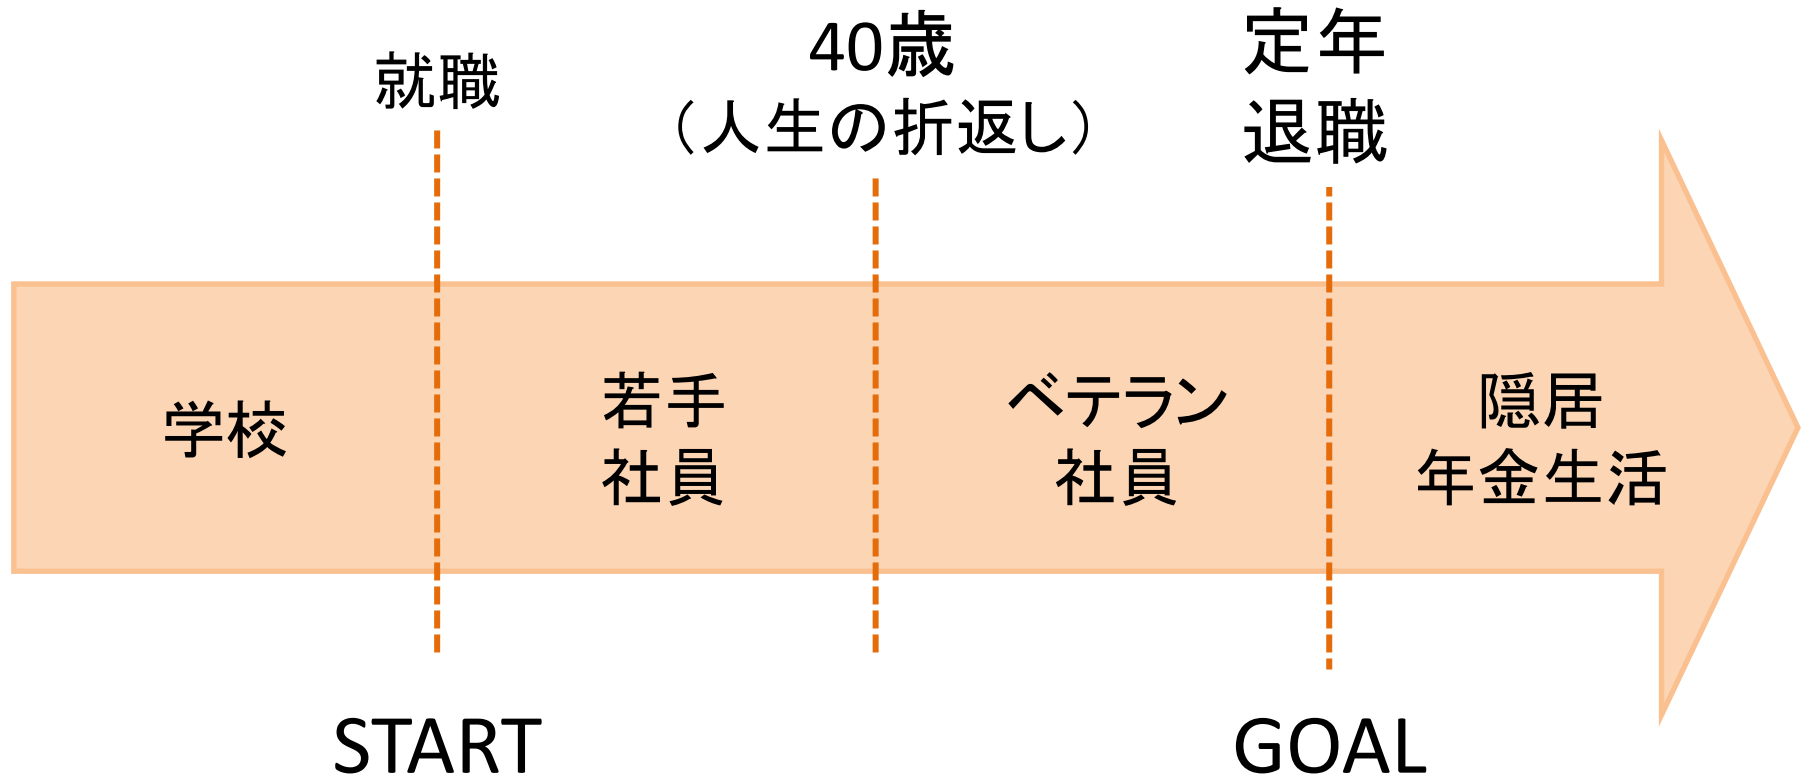 就職
40歳
（人生の折返し）
定年
退職
学校
若手
社員
ベテラン
社員
隠居
年金生活
START
GOAL